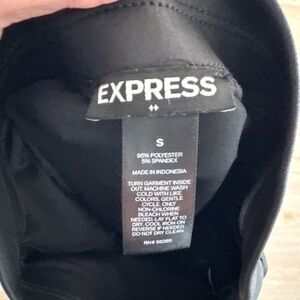 EXPRESS
S
95% POLYESTER
5% SPANDEX
MADE IN INDONESIA
TURN GARMENT INSIDE
OUT. MACHINE WASH
COLD WITH LIKE
COLORS, GENTLE
CYCLE. ONLY
NON-CHLORINE
BLEACH WHEN
NEEDED. LAY FLAT TO
DRY. COOL IRON ON
REVERSE IF NEEDED.
DO NOT DRY CLEAN.
RN# 55285